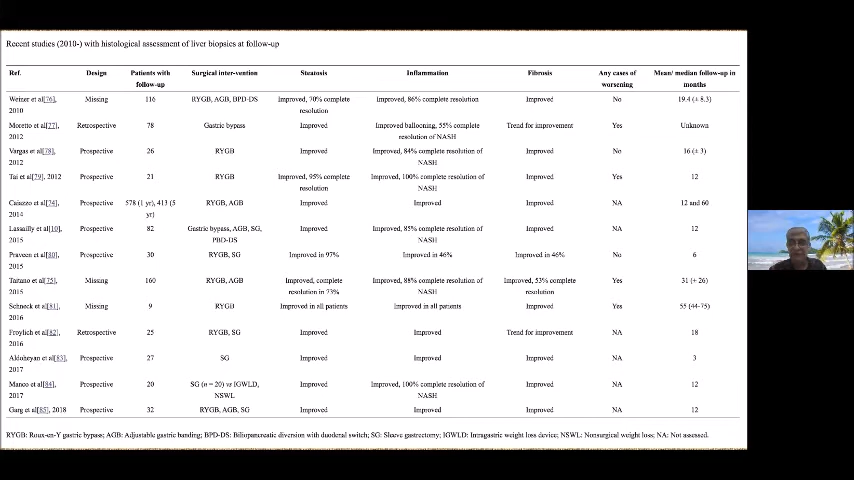 Recent studies (2010-) with histological assessment of liver biopsies at follow-up
Ref. Design Patients with follow-up Surgical inter-vention Steatosis Inflammation Fibrosis Any cases of worsening Mean/ median follow-up in months
Weiner et al[76], 2010 Missing 116 RYGB, AGB, BPD-DS Improved, 70% complete resolution Improved, 86% complete resolution Improved No 19.4 (± 8.3)
Moretto et al[77], 2012 Retrospective 78 Gastric bypass Improved Improved ballooning, 55% complete resolution of NASH Trend for improvement Yes Unknown
Vargas et al[78], 2012 Prospective 26 RYGB Improved Improved, 84% complete resolution of NASH Improved No 16 (± 3)
Tai et al[79], 2012 Prospective 21 RYGB Improved, 95% complete resolution Improved, 100% complete resolution of NASH Improved Yes 12
Caiazzo et al[74], 2014 Prospective 578 (1 yr), 413 (5 yr) RYGB, AGB Improved Improved Improved NA 12 and 60
Lassailly et al[10], 2015 Prospective 82 Gastric bypass, AGB, SG, PBD-DS Improved Improved, 85% complete resolution of NASH Improved NA 12
Praveen et al[80], 2015 Prospective 30 RYGB, SG Improved in 97% Improved in 46% Improved in 46% No 6
Taitano et al[75], 2015 Missing 160 RYGB, AGB Improved, complete resolution in 73% Improved, 88% complete resolution of NASH Improved, 53% complete resolution Yes 31 (± 26)
Schneck et al[81], 2016 Missing 9 RYGB Improved in all patients Improved in all patients Improved Yes 55 (44-75)
Froylich et al[82], 2016 Retrospective 25 RYGB, SG Improved Improved Trend for improvement NA 18
Aldoheyan et al[83], 2017 Prospective 27 SG Improved Improved Improved NA 3
Manco et al[84], 2017 Prospective 20 SG (n = 20) vs IGWLD, NSWL Improved Improved, 100% complete resolution of NASH Improved NA 12
Garg et al[85], 2018 Prospective 32 RYGB, AGB, SG Improved Improved Improved NA 12
RYGB: Roux-en-Y gastric bypass; AGB: Adjustable gastric banding; BPD-DS: Biliopancreatic diversion with duodenal switch; SG: Sleeve gastrectomy; IGWLD: Intragastric weight loss device; NSWL: Nonsurgical weight loss; NA: Not assessed.